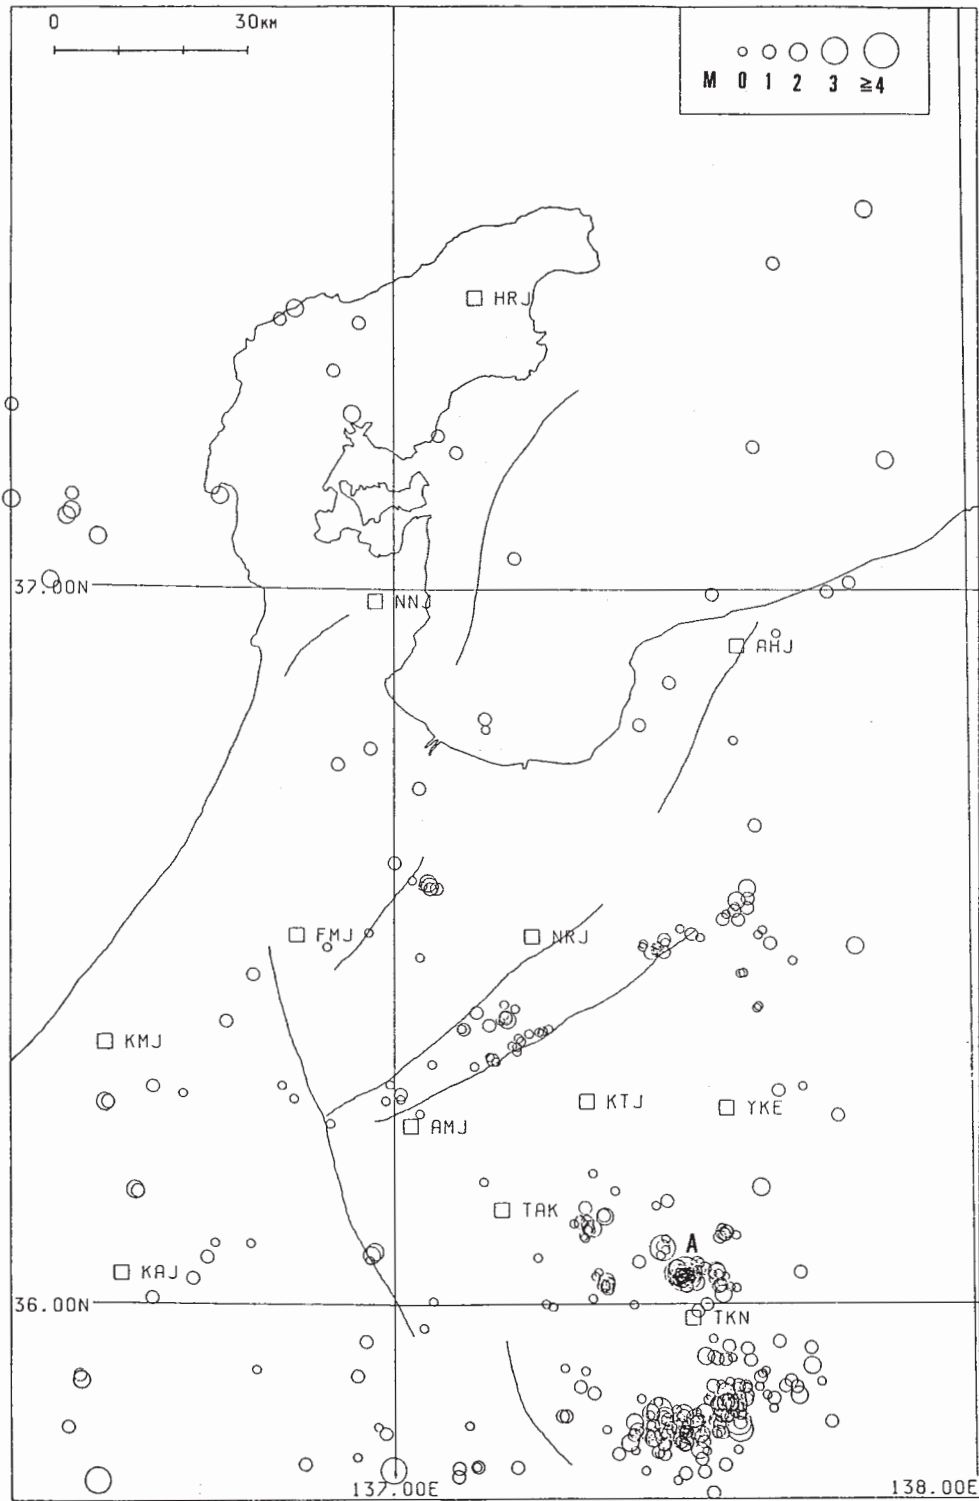 0 30KM
M 0 1 2 3 ≧4
HRJ
37.00N
NNJ
AHJ
FMJ
NRJ
KMJ
KTJ
YKE
AMJ
TAK
A
KAJ
36.00N
TKN
137.00E
138.00E